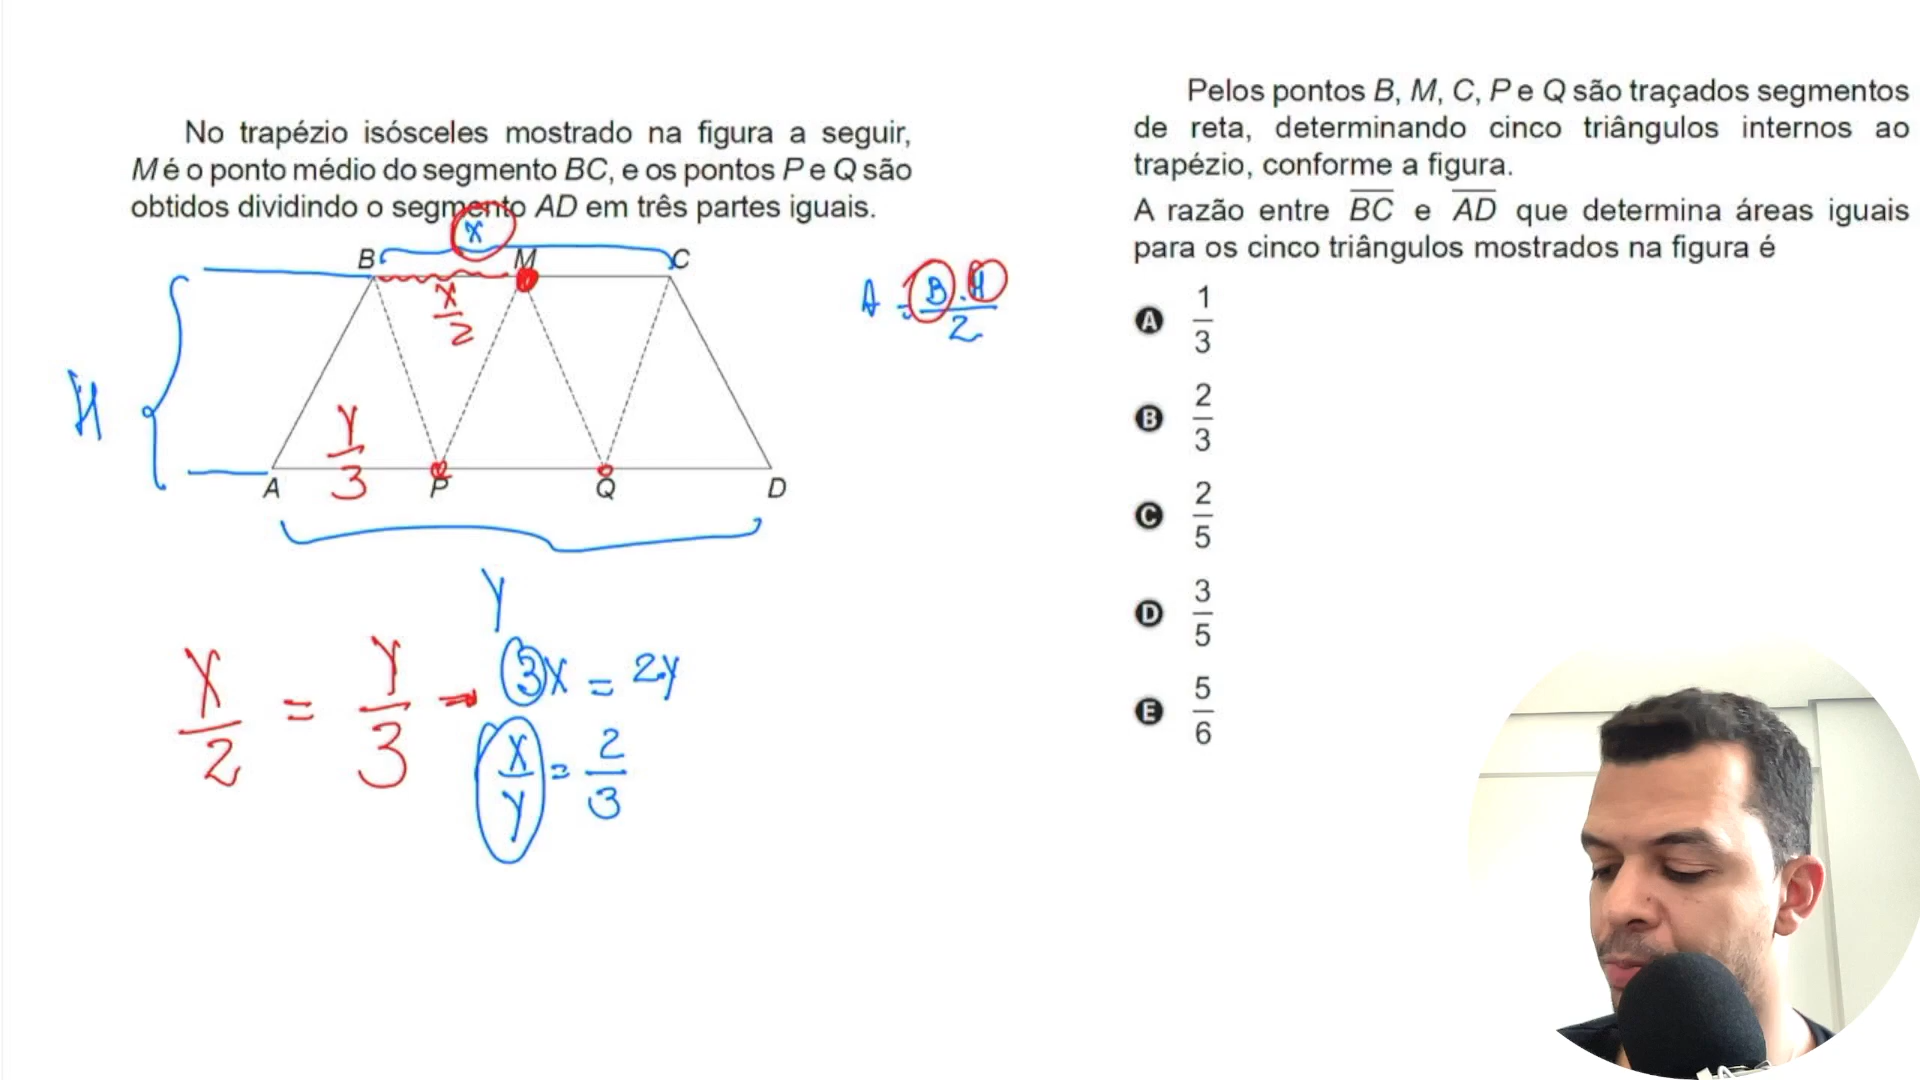 No trapézio isósceles mostrado na figura a seguir,
M é o ponto médio do segmento BC, e os pontos P e Q são
obtidos dividindo o segmento AD em três partes iguais.
x
B M C
x/2
H
y/3
A P Q D
Y
A = B.H/2
x/2 = y/3 → 3x = 2y
x/y = 2/3
Pelos pontos B, M, C, P e Q são traçados segmentos
de reta, determinando cinco triângulos internos ao
trapézio, conforme a figura.
A razão entre BC e AD que determina áreas iguais
para os cinco triângulos mostrados na figura é
A 1/3
B 2/3
C 2/5
D 3/5
E 5/6